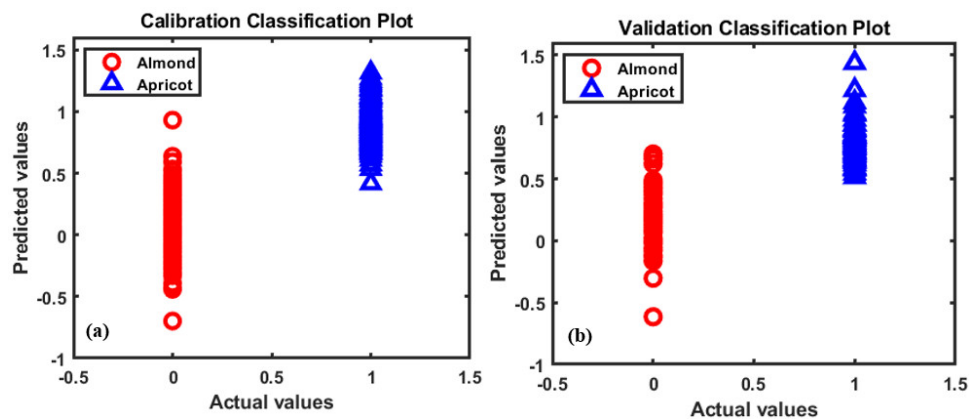 Calibration Classification Plot
Almond
Apricot
Predicted values
1.5
1
0.5
0
-0.5
-1
(a)
-0.5
0
0.5
1
1.5
Actual values
Validation Classification Plot
Almond
Apricot
Predicted values
1.5
1
0.5
0
-0.5
-1
(b)
-0.5
0
0.5
1
1.5
Actual values